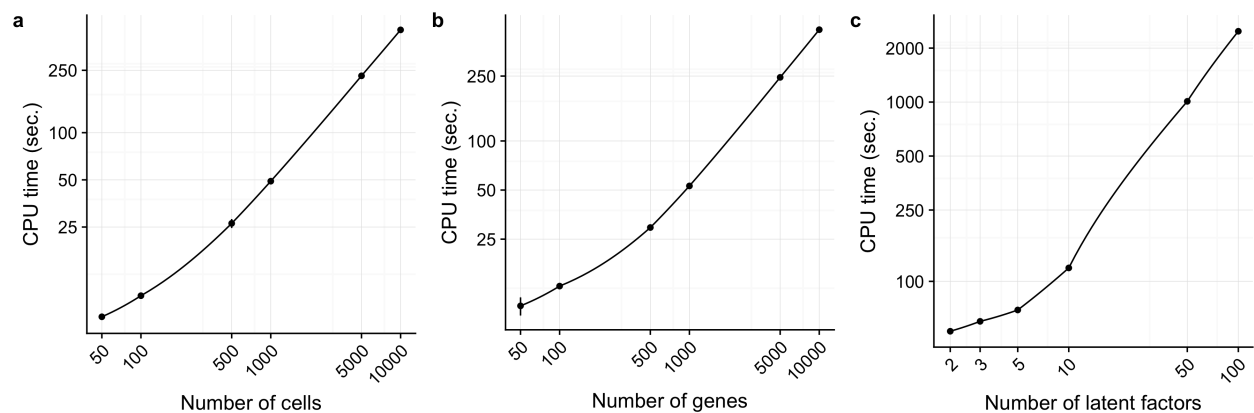 a
CPU time (sec.)
250
100
50
25
50 100 500 1000 5000 10000
Number of cells
b
CPU time (sec.)
250
100
50
25
50 100 500 1000 5000 10000
Number of genes
c
CPU time (sec.)
2000
1000
500
250
100
2 3 5 10 50 100
Number of latent factors